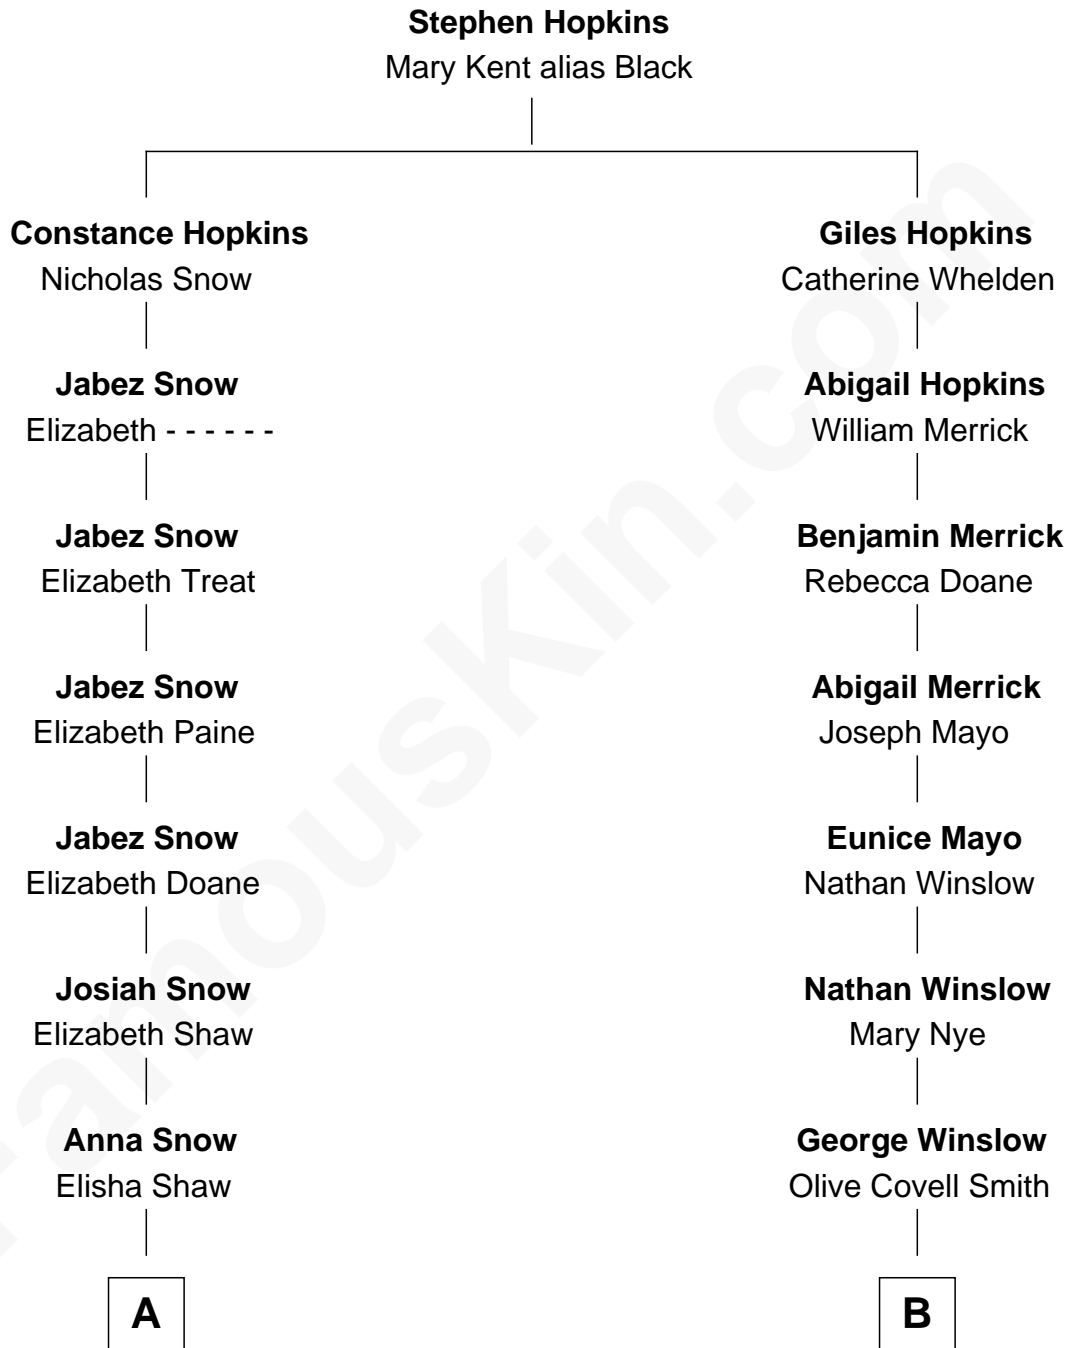 Stephen Hopkins
Mary Kent alias Black
Constance Hopkins
Nicholas Snow
Giles Hopkins
Catherine Whelden
Jabez Snow
Elizabeth - - - - - -
Abigail Hopkins
William Merrick
Jabez Snow
Elizabeth Treat
Benjamin Merrick
Rebecca Doane
Jabez Snow
Elizabeth Paine
Abigail Merrick
Joseph Mayo
Jabez Snow
Elizabeth Doane
Eunice Mayo
Nathan Winslow
Josiah Snow
Elizabeth Shaw
Nathan Winslow
Mary Nye
Anna Snow
Elisha Shaw
George Winslow
Olive Covell Smith
A
B
FamousKin.com